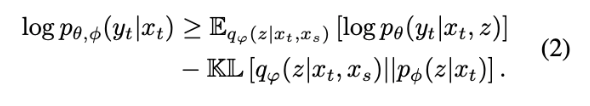 log p_{θ,ϕ}(y_t|x_t) ≥ 𝔼_{q_φ(z|x_t,x_s)} [log p_θ(y_t|x_t, z)]
− 𝕂𝕃 [q_φ(z|x_t, x_s)||p_ϕ(z|x_t)] . (2)